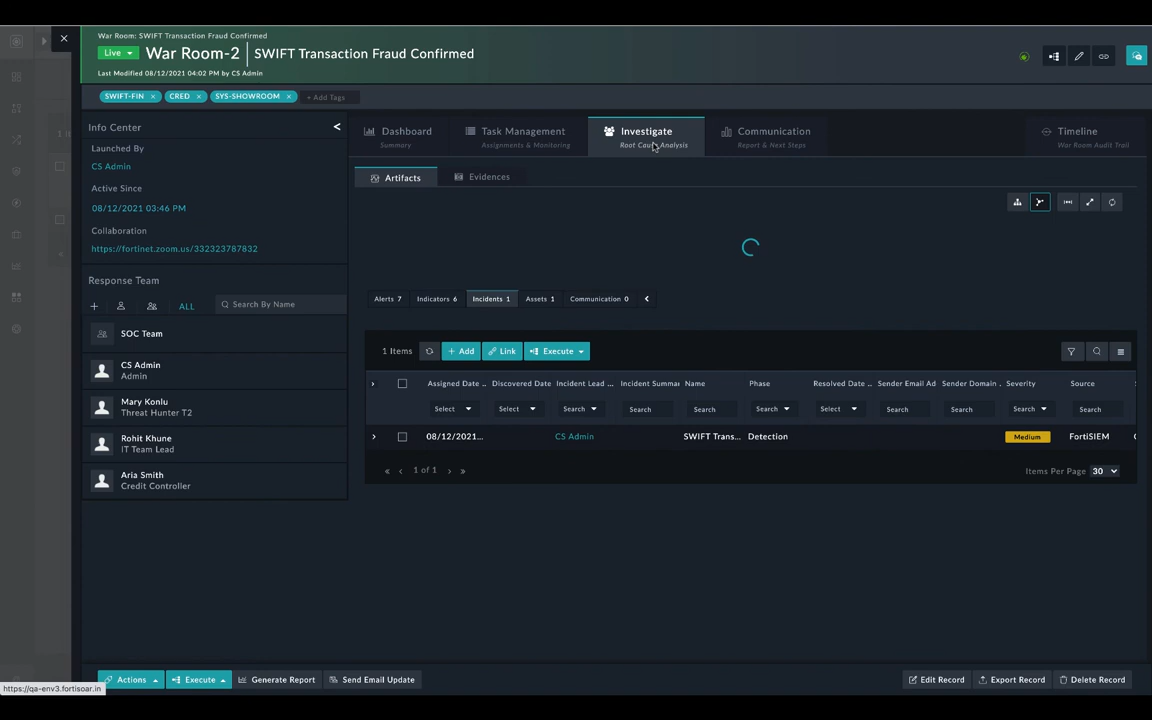 War Room: SWIFT Transaction Fraud Confirmed
Live War Room-2 SWIFT Transaction Fraud Confirmed
Last Modified 08/12/2021 04:02 PM by CS Admin
SWIFT-FIN × CRED × SYS-SHOWROOM × + Add Tags
Info Center <
Launched By
CS Admin
Active Since
08/12/2021 03:46 PM
Collaboration
https://fortinet.zoom.us/332323787832
Response Team
ALL Search By Name
SOC Team
CS Admin
Admin
Mary Konlu
Threat Hunter T2
Rohit Khune
IT Team Lead
Aria Smith
Credit Controller
Dashboard
Summary
Task Management
Assignments & Monitoring
Investigate
Root Cause Analysis
Communication
Report & Next Steps
Timeline
War Room Audit Trail
Artifacts Evidences
Alerts 7 Indicators 6 Incidents 1 Assets 1 Communication 0
1 Items + Add Link Execute
Assigned Date .. Discovered Date Incident Lead ... Incident Summar Name Phase Resolved Date .. Sender Email Ad Sender Domain . Severity Source
Select Select Search Search Search Search Select Search Search Search Search
08/12/2021... CS Admin SWIFT Trans... Detection Medium FortiSIEM
« ‹ 1 of 1 › » Items Per Page 30
Actions Execute Generate Report Send Email Update Edit Record Export Record Delete Record
https://qa-env3.fortisoar.in